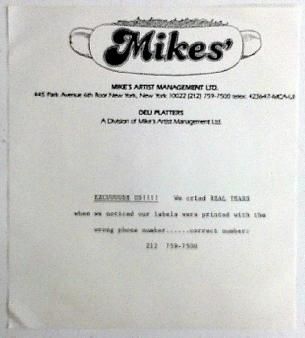 Mikes'
MIKE'S ARTIST MANAGEMENT LTD.
445 Park Avenue 6th floor New York, New York 10022 (212) 759-7500 telex: 423647-MCA-UI
DELI PLATTERS
A Division of Mike's Artist Management Ltd.
EXCUUUUSE US!!!! We cried REAL TEARS
when we noticed our labels were printed with the
wrong phone number......correct number:
212 759-7500